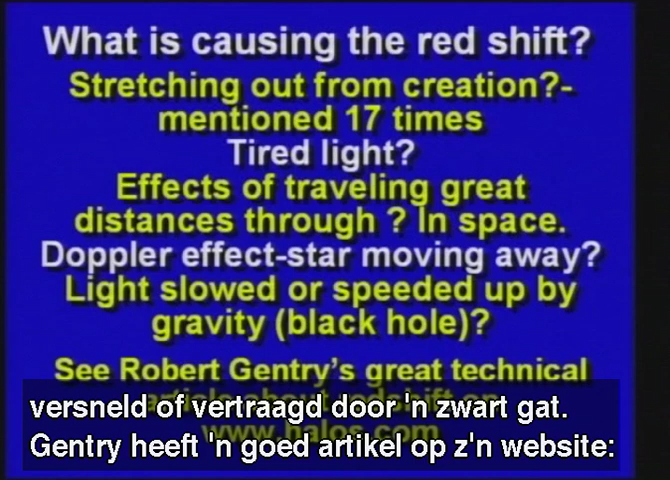 What is causing the red shift?
Stretching out from creation?-
mentioned 17 times
Tired light?
Effects of traveling great
distances through ? In space.
Doppler effect-star moving away?
Light slowed or speeded up by
gravity (black hole)?
See Robert Gentry's great technical
versneld of vertraagd door 'n zwart gat.
Gentry heeft 'n goed artikel op z'n website: